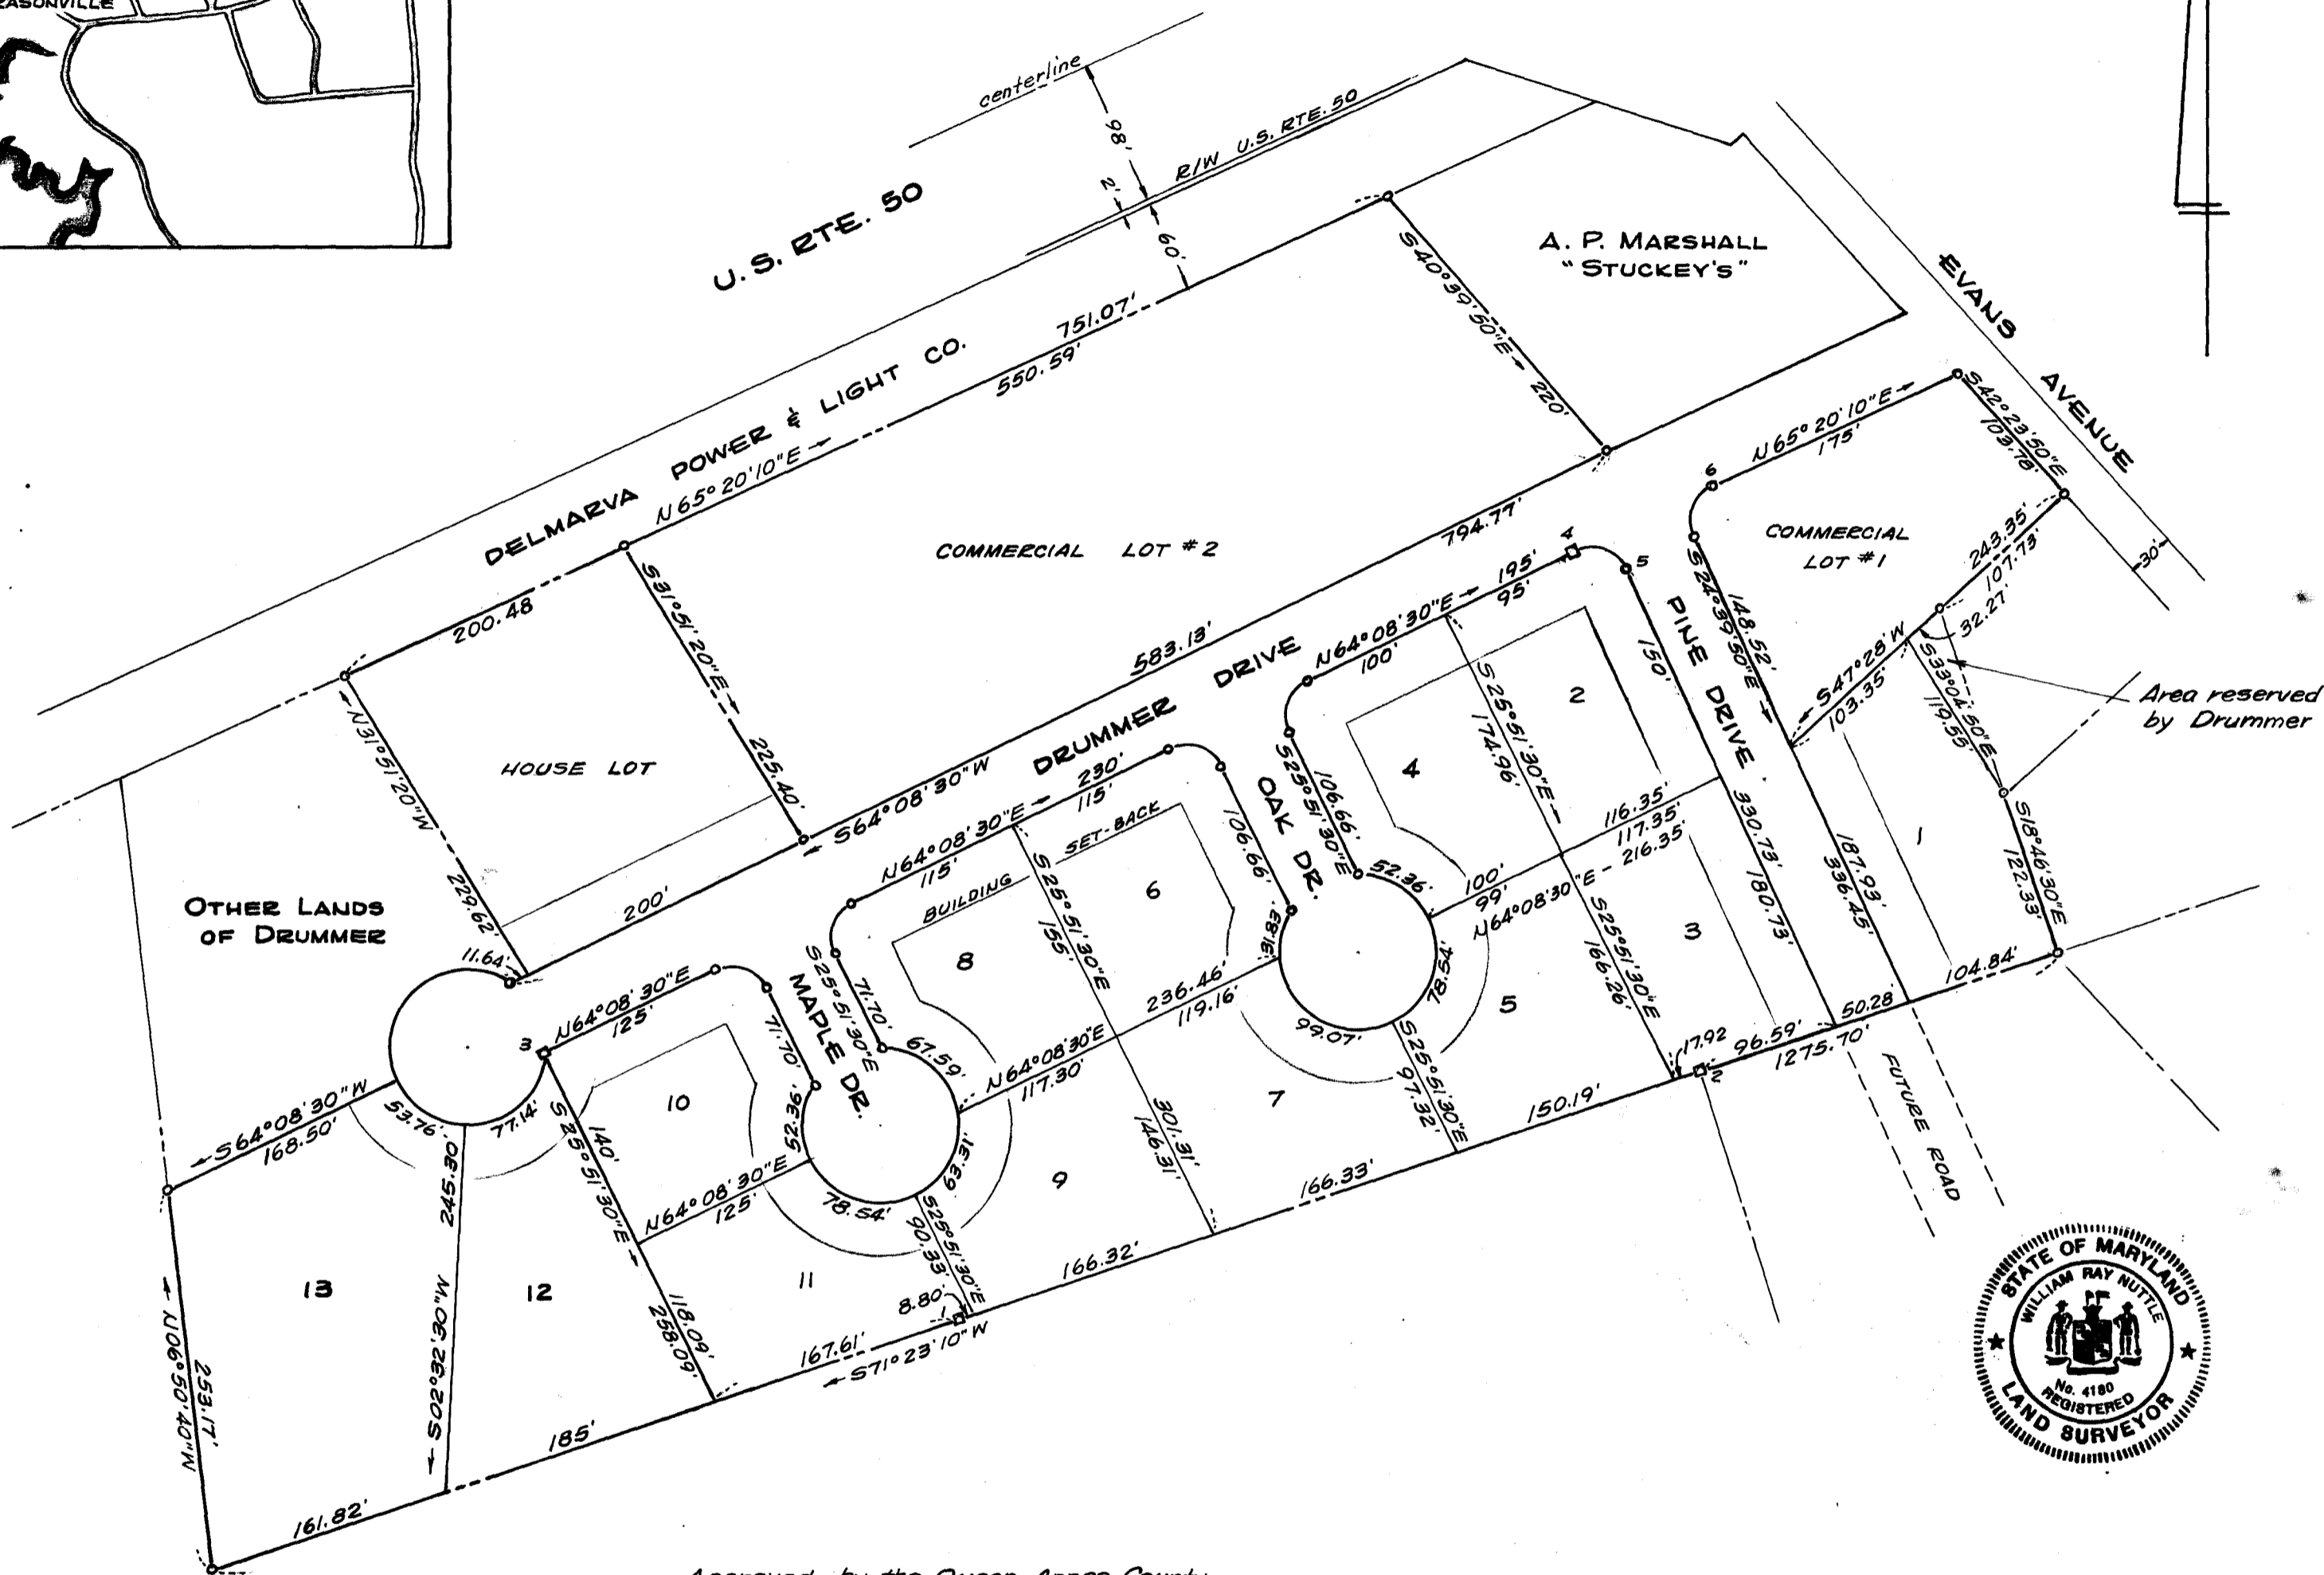 centerline
98'
2'
60'
R/W U.S. RTE. 50
U.S. RTE. 50
A. P. MARSHALL
"STUCKEY'S"
EVANS AVENUE
S40°39'50"E 220'
DELMARVA POWER & LIGHT CO.
751.07'
N65°20'10"E
550.59'
200.48
N65°20'10"E
175'
S42°23'50"E
103.78'
30'
COMMERCIAL LOT #2
COMMERCIAL
LOT #1
243.35'
107.73'
32.27'
S47°28'W
103.35'
Area reserved
by Drummer
S33°04'50"E
119.55'
S18°46'30"E
122.33'
794.77'
583.13'
S64°08'30"W
DRUMMER DRIVE
S31°51'20"E
225.40'
HOUSE LOT
N31°51'20"W
229.62'
200'
11.64'
OTHER LANDS
OF DRUMMER
6
4
5
195'
N64°08'30"E
100'
95'
PINE DRIVE
S24°39'50"E
148.52'
150'
330.73'
180.73'
187.93'
336.45'
1
2
S25°51'30"E
174.96'
4
116.35'
117.35'
100'
99'
N64°08'30"E - 216.35'
3
S25°51'30"E
166.26'
5
OAK DR.
106.66'
S25°51'30"E
106.66'
52.36'
31.83'
78.54'
99.07'
S25°51'30"E
97.32'
230'
N64°08'30"E
115'
115'
BUILDING SET-BACK
6
8
S25°51'30"E
155'
236.46'
119.16'
N64°08'30"E
117.30'
7
301.31'
146.31'
9
MAPLE DR.
71.70'
S25°51'30"E
71.70'
67.59'
52.36'
63.31'
78.54'
S25°51'30"E
90.33'
N64°08'30"E
125'
3
10
S25°51'30"E
140'
N64°08'30"E
125'
11
118.09'
258.09'
S64°08'30"W
168.50'
53.76'
77.14'
245.30'
S02°32'30"W
13
12
N06°50'40"W
253.17'
161.82'
185'
167.61'
8.80'
1
S71°23'10"W
166.32'
166.33'
150.19'
17.92
2
96.59'
1275.70'
50.28'
104.84'
FUTURE ROAD
STATE OF MARYLAND
WILLIAM RAY NUTTLE
No. 4180
REGISTERED
LAND SURVEYOR